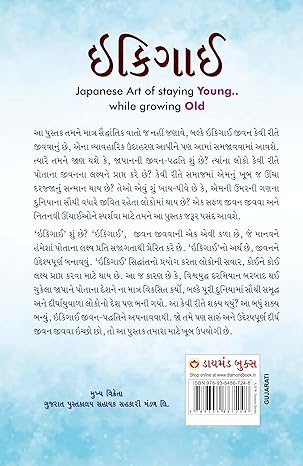 ઇકિગાઈ
Japanese Art of staying Young..
while growing Old
આ પુસ્તક તમને માત્ર સૈદ્ધાંતિક વાતો જ નહીં જણાવે, બલ્કે ઈકિગાઈ જીવન કેવી રીતે
જીવવાનું છે, એના વ્યાવહારિક ઉદાહરણ આપીને પણ આમાં સમજાવવામાં આવશે.
ત્યારે તમને જાણ થશે કે, જાપાનની જીવન-પદ્ધતિ શું છે? ત્યાંના લોકો કેવી રીતે
પોતાના જીવનના લક્ષ્યને પ્રાપ્ત કરે છે? કેવી રીતે સમાજમાં એમનું ખૂબ જ ઊંચા
દરજ્જાનું સન્માન થાય છે? તેઓ એવું શું ખાય-પીવે છે, કે એમની ઉંમરની ગણના
દુનિયાના સૌથી વધારે જીવિત રહેતા લોકોમાં થાય છે? એક સફળ જીવન જીવવા અને
નિતનવી ઊંચાઈઓને સ્પર્શવા માટે તમને આ પુસ્તક જરૂર પસંદ આવશે.
'ઇકિગાઈ' શું છે? 'ઈકિગાઈ', જીવન જીવવાની એક એવી કળા છે, જે માનવને
હંમેશાં પોતાના લક્ષ્ય પ્રતિ સજાગતાથી પ્રેરિત કરે છે. 'ઇકિગાઈ'નો અર્થ છે, જીવનને
ઉદ્દેશ્યપૂર્ણ બનાવવું. 'ઇકિગાઈ' સિદ્ધાંતનો પ્રયોગ કરતા લોકોની સવાર, કોઈને કોઈ
લક્ષ્ય પ્રાપ્ત કરવા માટે થાય છે. આ જ કારણ છે કે, વિશ્વયુદ્ધ દરમિયાન બરબાદ થઈ
ચુકેલા જાપાને પોતાના દેશને ના માત્ર વિકસિત કર્યો, બલ્કે પૂરી દુનિયામાં સૌથી સમૃદ્ધ
અને દીર્ઘાયુવાળા લોકોનો દેશ પણ બની ગયો. આ કેવી રીતે શક્ય થયું? આ બધું શક્ય
બન્યું, ઇકિગાઈ જીવન-પદ્ધતિને અપનાવવાથી. જો તમે પણ સારું અને ઉદ્દેશ્યપૂર્ણ દીર્ઘ
જીવન જીવવા ઇચ્છો છો, તો આ પુસ્તક તમારા માટે ખૂબ ઉપયોગી છે.
મુખ્ય વિક્રેતા
ગુજરાત પુસ્તકાલય સહાયક સહકારી મંડળ લિ.
ડાયમંડ બુક્સ
Shop online at www.diamondbook.in
ISBN 978-93-5486-724-8
GUJARATI